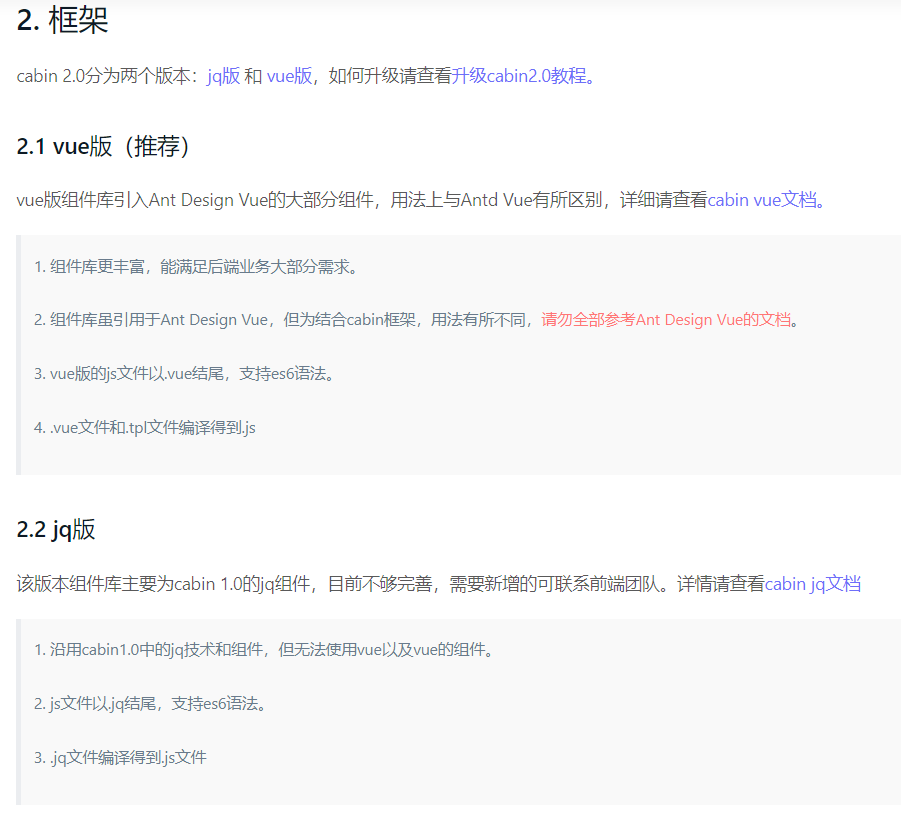 2. 框架
cabin 2.0分为两个版本：jq版 和 vue版，如何升级请查看升级cabin2.0教程。
2.1 vue版（推荐）
vue版组件库引入Ant Design Vue的大部分组件，用法上与Antd Vue有所区别，详细请查看cabin vue文档。
1. 组件库更丰富，能满足后端业务大部分需求。
2. 组件库虽引用于Ant Design Vue，但为结合cabin框架，用法有所不同，请勿全部参考Ant Design Vue的文档。
3. vue版的js文件以.vue结尾，支持es6语法。
4. .vue文件和.tpl文件编译得到.js
2.2 jq版
该版本组件库主要为cabin 1.0的jq组件，目前不够完善，需要新增的可联系前端团队。详情请查看cabin jq文档
1. 沿用cabin1.0中的jq技术和组件，但无法使用vue以及vue的组件。
2. js文件以.jq结尾，支持es6语法。
3. .jq文件编译得到.js文件